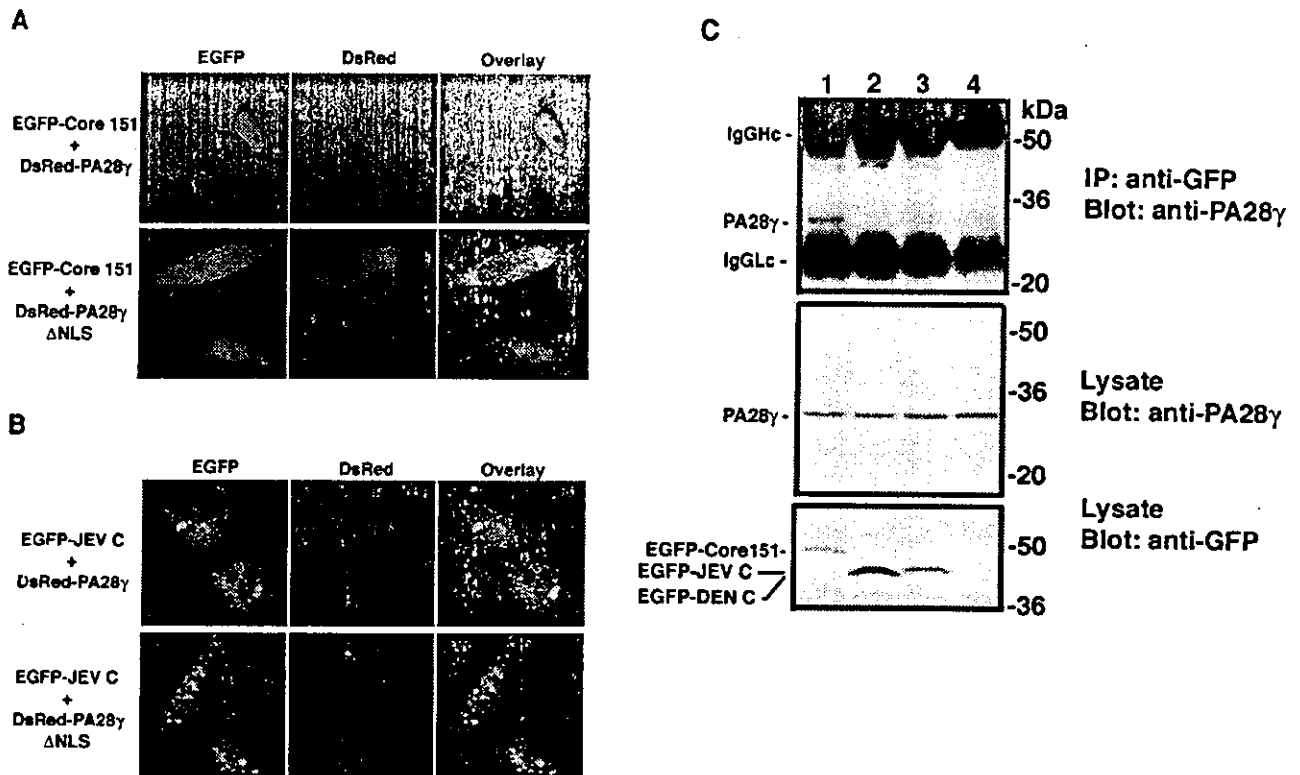 A
EGFP
DsRed
Overlay
EGFP-Core 151
+
DsRed-PA28γ
EGFP-Core 151
+
DsRed-PA28γ
ΔNLS
B
EGFP
DsRed
Overlay
EGFP-JEV C
+
DsRed-PA28γ
EGFP-JEV C
+
DsRed-PA28γ
ΔNLS
C
1 2 3 4
kDa
IgGHc -
-50
-36
PA28γ -
IgGLc -
-20
IP: anti-GFP
Blot: anti-PA28γ
-50
-36
PA28γ -
-20
Lysate
Blot: anti-PA28γ
Lysate
Blot: anti-GFP
EGFP-Core151-
-50
EGFP-JEV C
EGFP-DEN C
-36